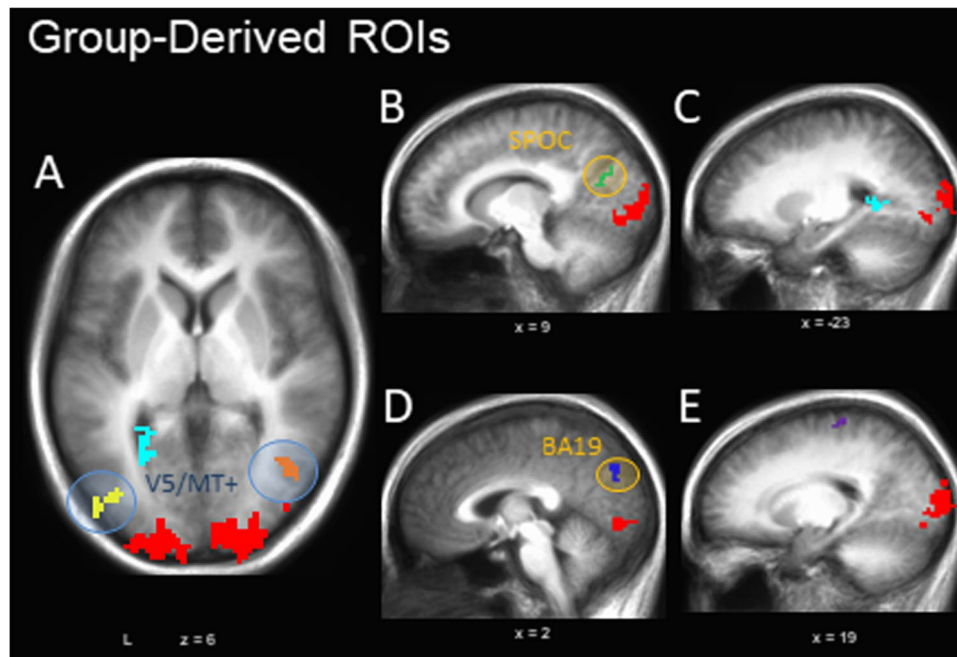 Group-Derived ROIs
A
V5/MT+
L z = 6
B
SPOC
x = 9
C
x = -23
D
BA19
x = 2
E
x = 19